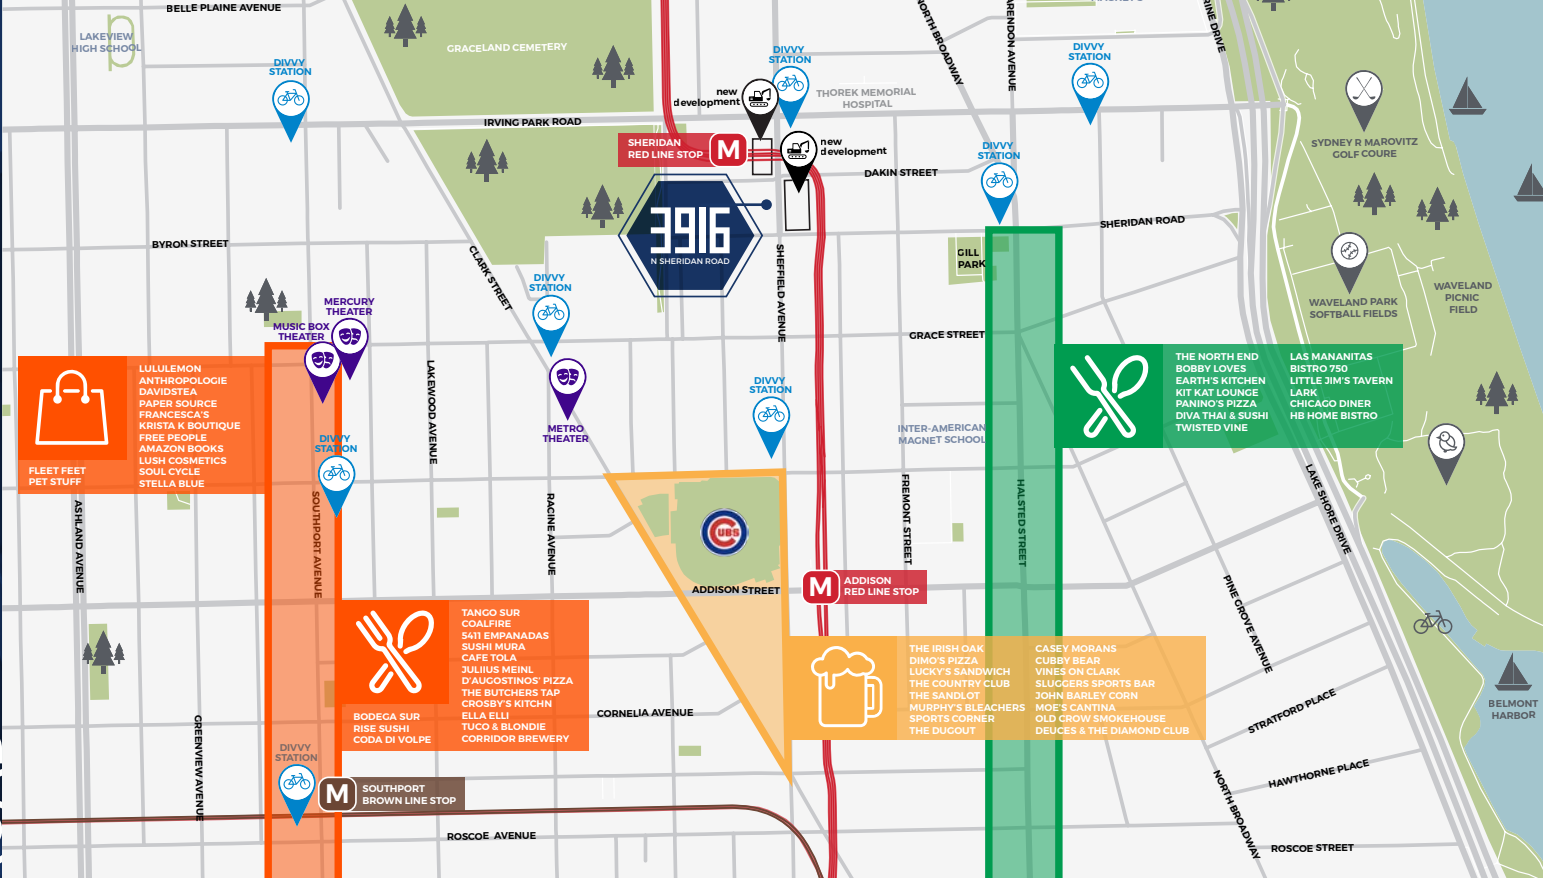 BELLE PLAINE AVENUE
LAKEVIEW
HIGH SCHOOL
GRACELAND CEMETERY
DIVVY
STATION
DIVVY
STATION
DIVVY
STATION
NORTH BROADWAY
new
development
THOREK MEMORIAL
HOSPITAL
IRVING PARK ROAD
SHERIDAN
RED LINE STOP
M
new
development
DAKIN STREET
DIVVY
STATION
SYDNEY R MAROVITZ
GOLF COURE
3916
N SHERIDAN ROAD
SHERIDAN ROAD
BYRON STREET
CLARK STREET
SHEFFIELD AVENUE
GILL
PARK
DIVVY
STATION
WAVELAND PARK
SOFTBALL FIELDS
WAVELAND
PICNIC
FIELD
MERCURY
THEATER
MUSIC BOX
THEATER
GRACE STREET
LULULEMON
ANTHROPOLOGIE
DAVIDSTEA
PAPER SOURCE
FRANCESCA'S
KRISTA K BOUTIQUE
FREE PEOPLE
AMAZON BOOKS
LUSH COSMETICS
SOUL CYCLE
STELLA BLUE
FLEET FEET
PET STUFF
LAKEWOOD AVENUE
METRO
THEATER
DIVVY
STATION
DIVVY
STATION
INTER-AMERICAN
MAGNET SCHOOL
THE NORTH END
BOBBY LOVES
EARTH'S KITCHEN
KIT KAT LOUNGE
PANINO'S PIZZA
DIVA THAI & SUSHI
TWISTED VINE
LAS MANANITAS
BISTRO 750
LITTLE JIM'S TAVERN
LARK
CHICAGO DINER
HB HOME BISTRO
ASHLAND AVENUE
SOUTHPORT AVENUE
RACINE AVENUE
CUBS
FREMONT STREET
HALSTED STREET
LAKE SHORE DRIVE
ADDISON STREET
M
ADDISON
RED LINE STOP
PINE GROVE AVENUE
TANGO SUR
COALFIRE
5411 EMPANADAS
SUSHI MURA
CAFE TOLA
JULIIUS MEINL
D'AUGOSTINOS' PIZZA
THE BUTCHERS TAP
CROSBY'S KITCHN
ELLA ELLI
TUCO & BLONDIE
CORRIDOR BREWERY
BODEGA SUR
RISE SUSHI
CODA DI VOLPE
CORNELIA AVENUE
THE IRISH OAK
DIMO'S PIZZA
LUCKY'S SANDWICH
THE COUNTRY CLUB
THE SANDLOT
MURPHY'S BLEACHERS
SPORTS CORNER
THE DUGOUT
CASEY MORANS
CUBBY BEAR
VINES ON CLARK
SLUGGERS SPORTS BAR
JOHN BARLEY CORN
MOE'S CANTINA
OLD CROW SMOKEHOUSE
DEUCES & THE DIAMOND CLUB
STRATFORD PLACE
BELMONT
HARBOR
GREENVIEW AVENUE
DIVVY
STATION
M
SOUTHPORT
BROWN LINE STOP
HAWTHORNE PLACE
NORTH BROADWAY
ROSCOE AVENUE
ROSCOE STREET